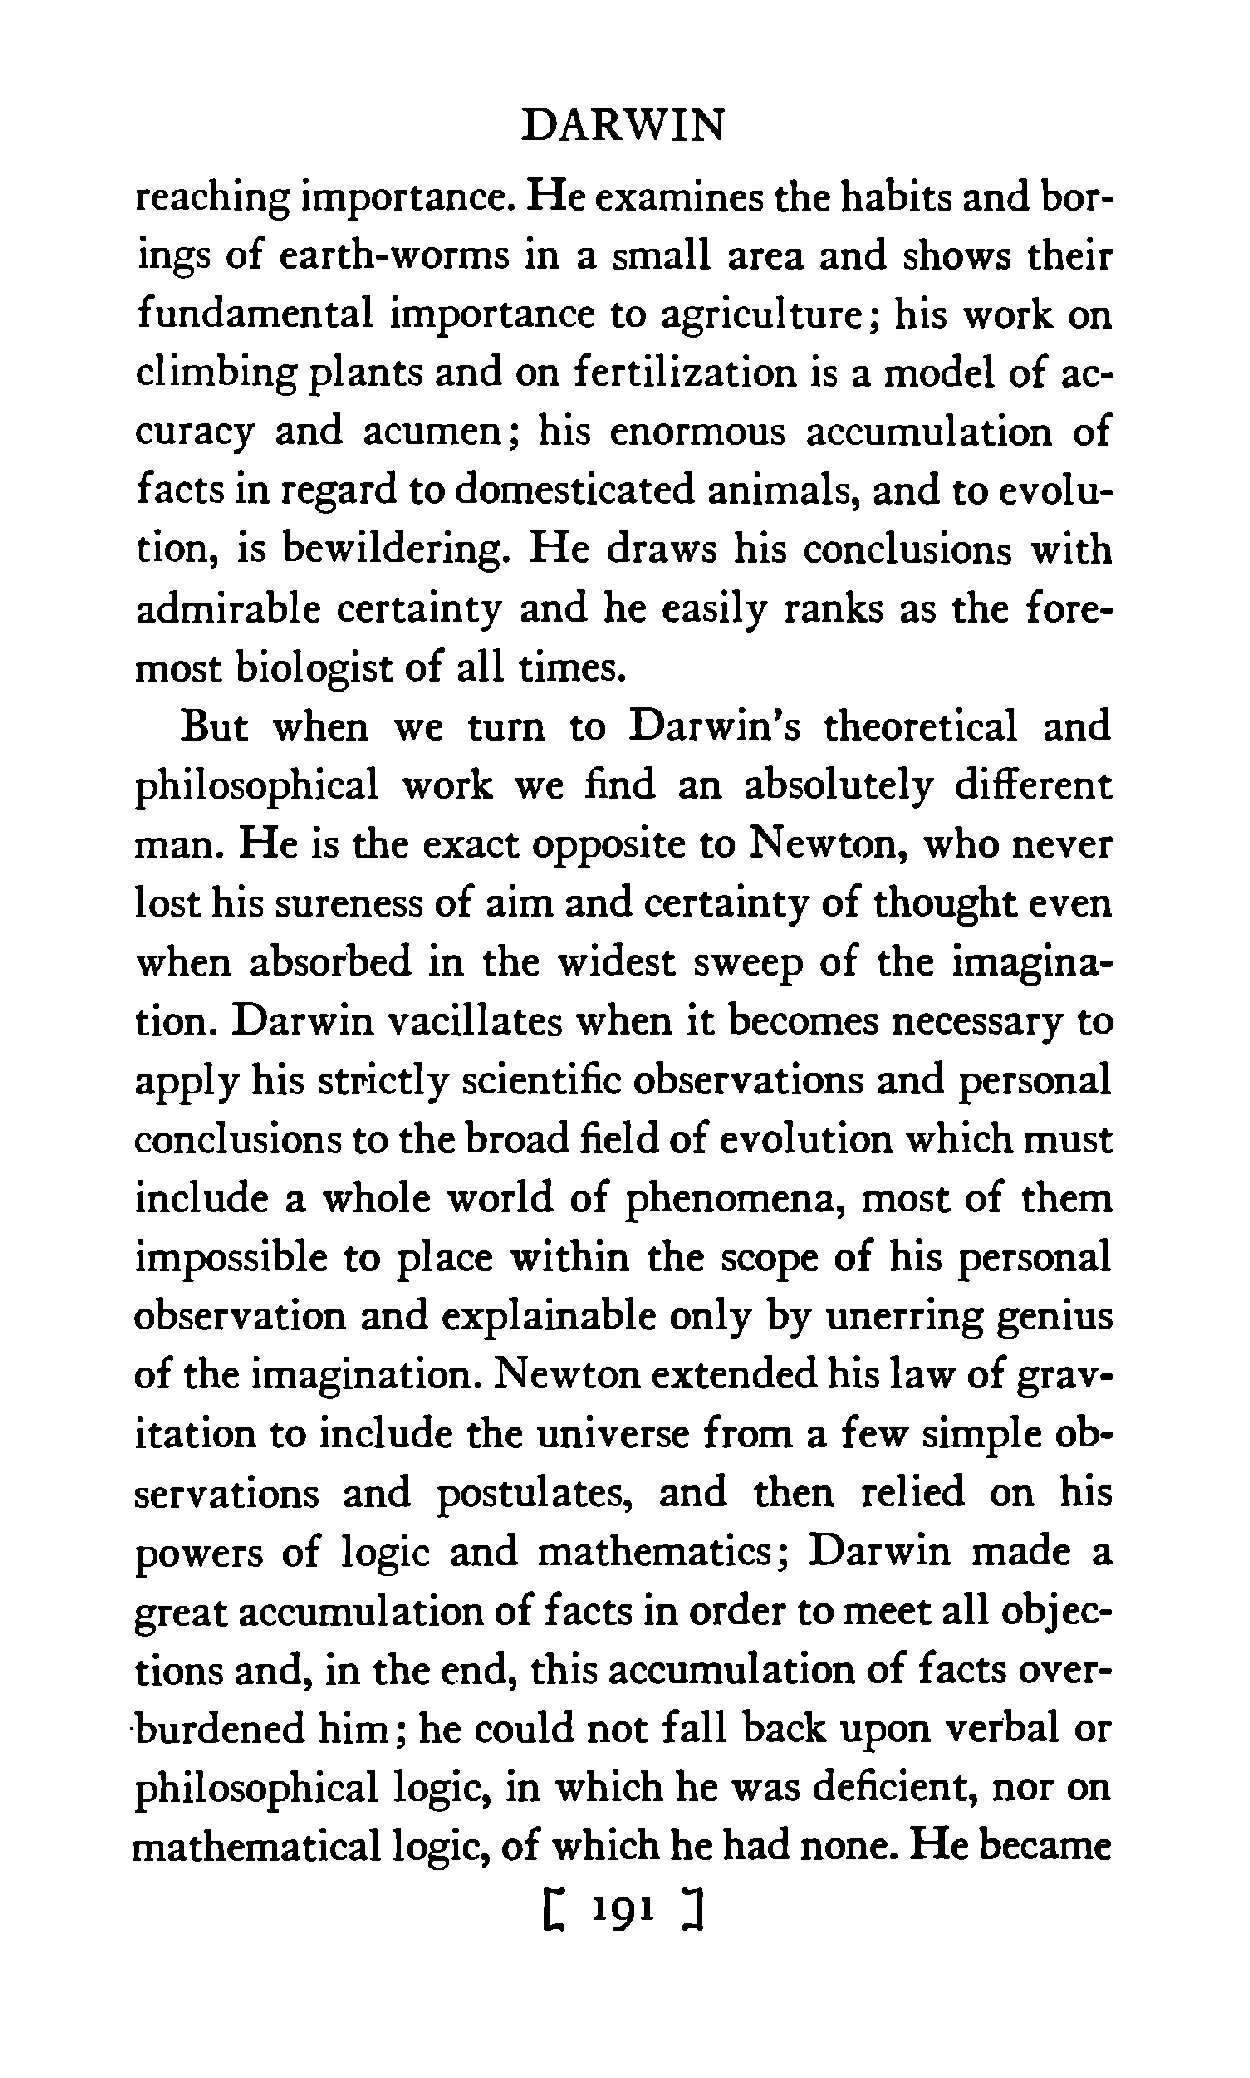 DARWIN
reaching importance. He examines the habits and bor-
ings of earth-worms in a small area and shows their
fundamental importance to agriculture; his work on
climbing plants and on fertilization is a model of ac-
curacy and acumen; his enormous accumulation of
facts in regard to domesticated animals, and to evolu-
tion, is bewildering. He draws his conclusions with
admirable certainty and he easily ranks as the fore-
most biologist of all times.
But when we turn to Darwin's theoretical and
philosophical work we find an absolutely different
man. He is the exact opposite to Newton, who never
lost his sureness of aim and certainty of thought even
when absorbed in the widest sweep of the imagina-
tion. Darwin vacillates when it becomes necessary to
apply his strictly scientific observations and personal
conclusions to the broad field of evolution which must
include a whole world of phenomena, most of them
impossible to place within the scope of his personal
observation and explainable only by unerring genius
of the imagination. Newton extended his law of grav-
itation to include the universe from a few simple ob-
servations and postulates, and then relied on his
powers of logic and mathematics; Darwin made a
great accumulation of facts in order to meet all objec-
tions and, in the end, this accumulation of facts over-
burdened him; he could not fall back upon verbal or
philosophical logic, in which he was deficient, nor on
mathematical logic, of which he had none. He became
[ 191 ]